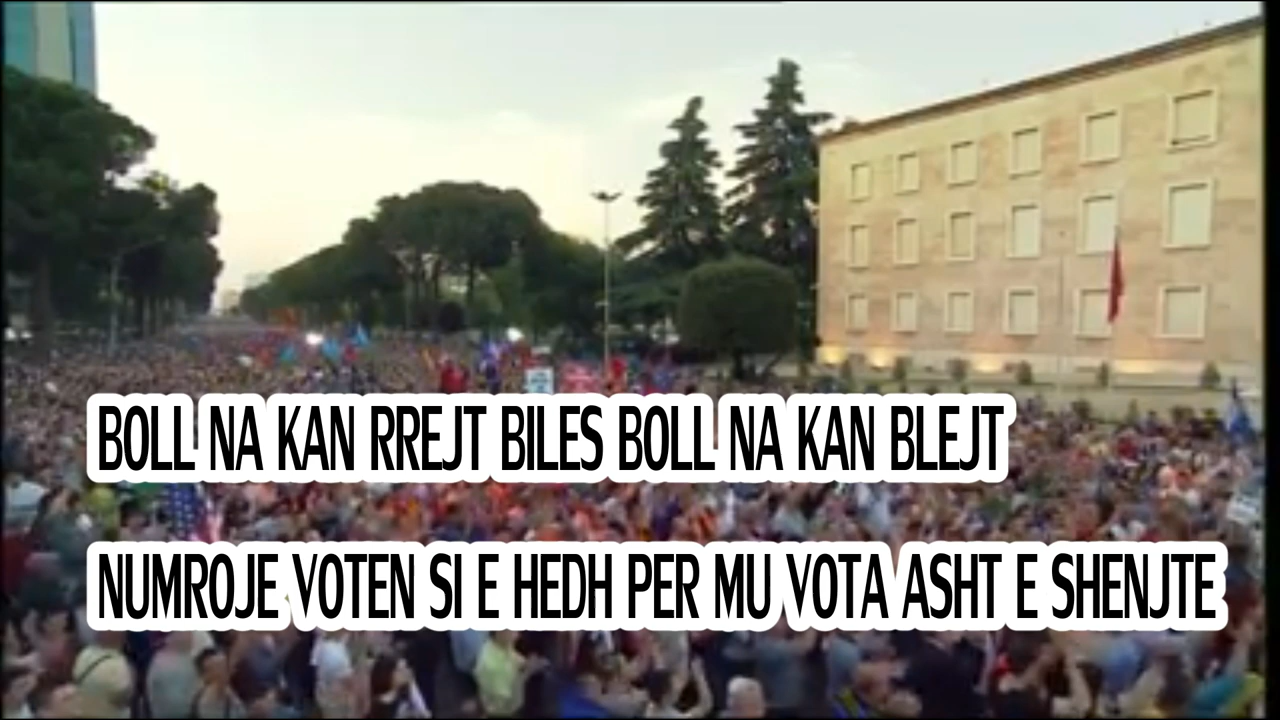 BOLL NA KAN RREJT BILES BOLL NA KAN BLEJT
NUMROJE VOTEN SI E HEDH PER MU VOTA ASHT E SHENJTE